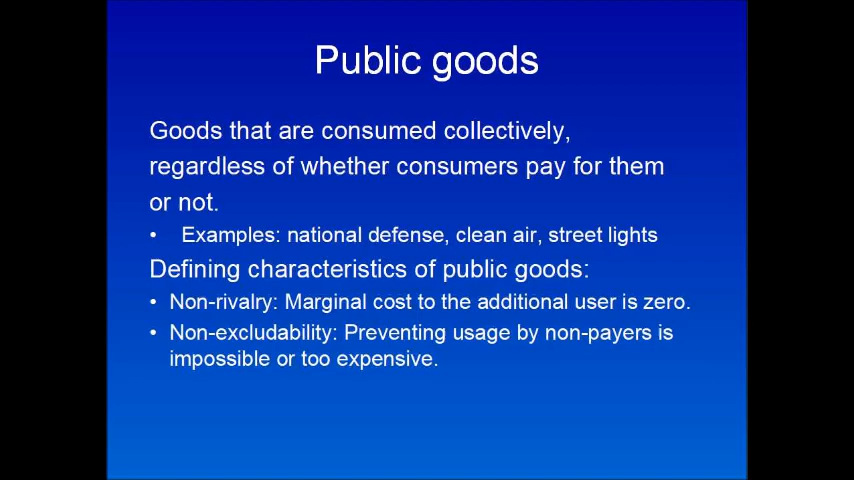 Public goods
Goods that are consumed collectively,
regardless of whether consumers pay for them
or not.
• Examples: national defense, clean air, street lights
Defining characteristics of public goods:
• Non-rivalry: Marginal cost to the additional user is zero.
• Non-excludability: Preventing usage by non-payers is
impossible or too expensive.